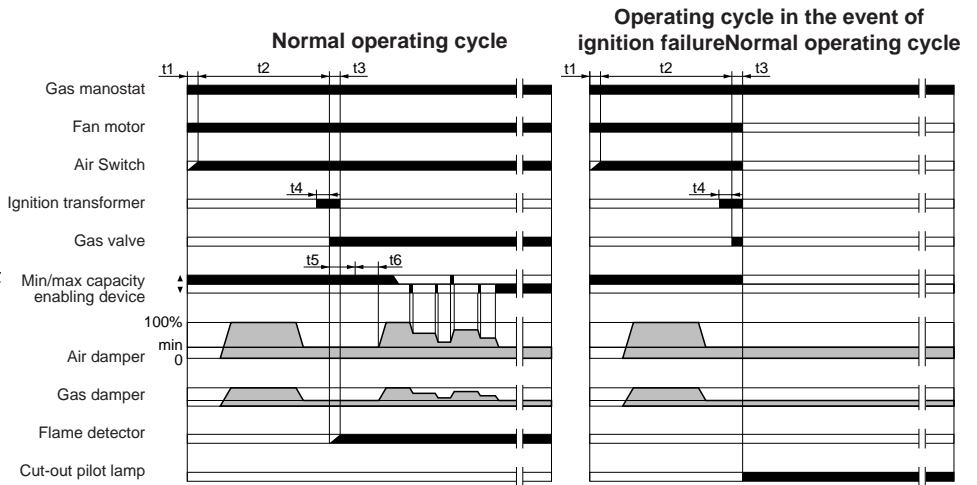 Normal operating cycle
Operating cycle in the event of
ignition failureNormal operating cycle
t1 t2 t3
t1 t2 t3
Gas manostat
Fan motor
Air Switch
t4
t4
Ignition transformer
Gas valve
t5 t6
Min/max capacity
enabling device
100%
min
0
Air damper
Gas damper
Flame detector
Cut-out pilot lamp